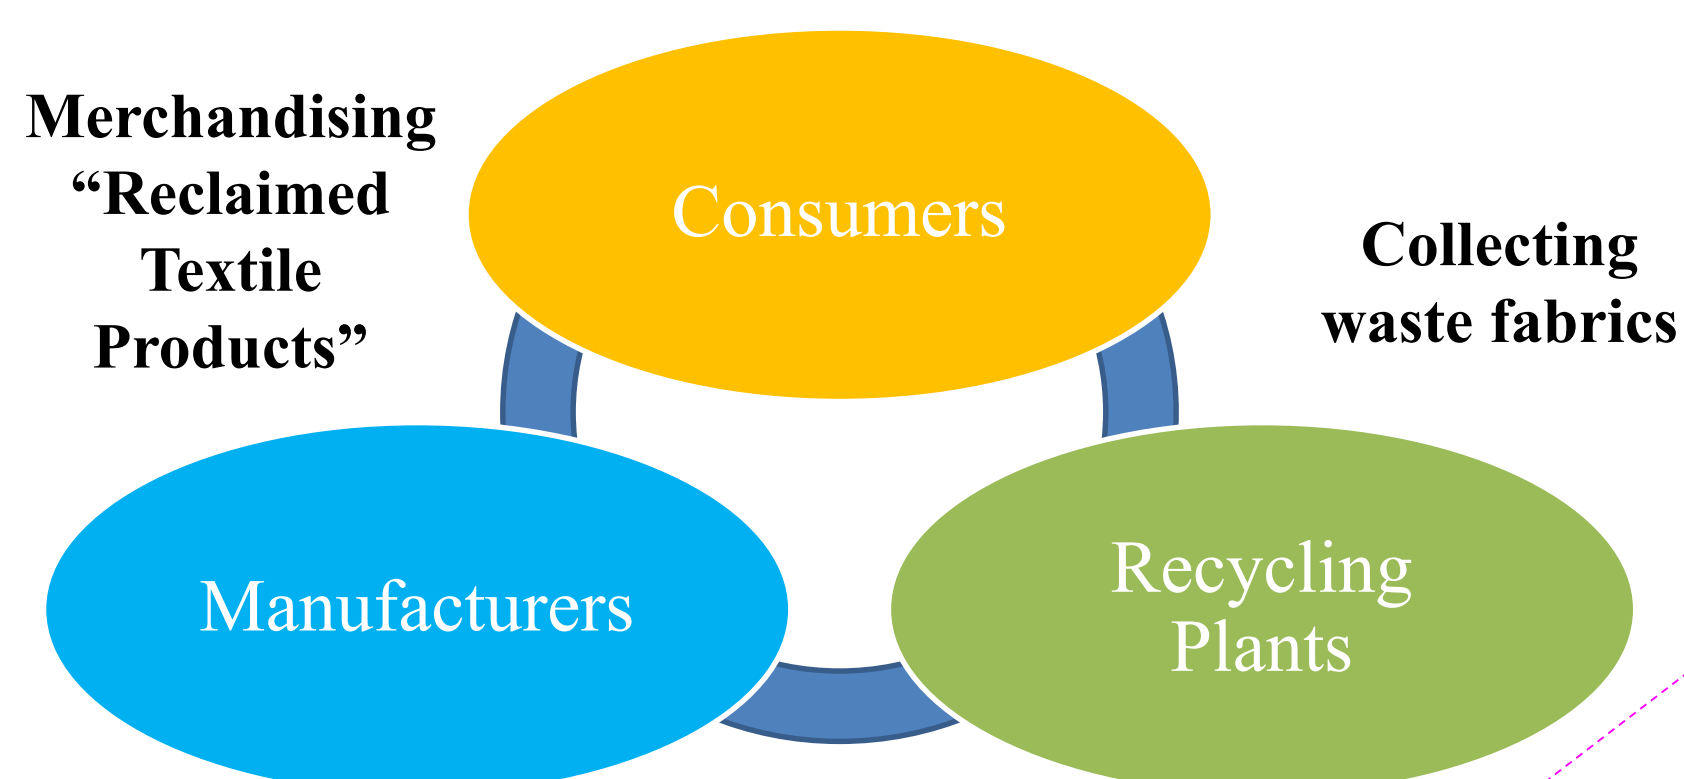 Merchandising
“Reclaimed
Textile
Products”
Consumers
Collecting
waste fabrics
Manufacturers
Recycling
Plants